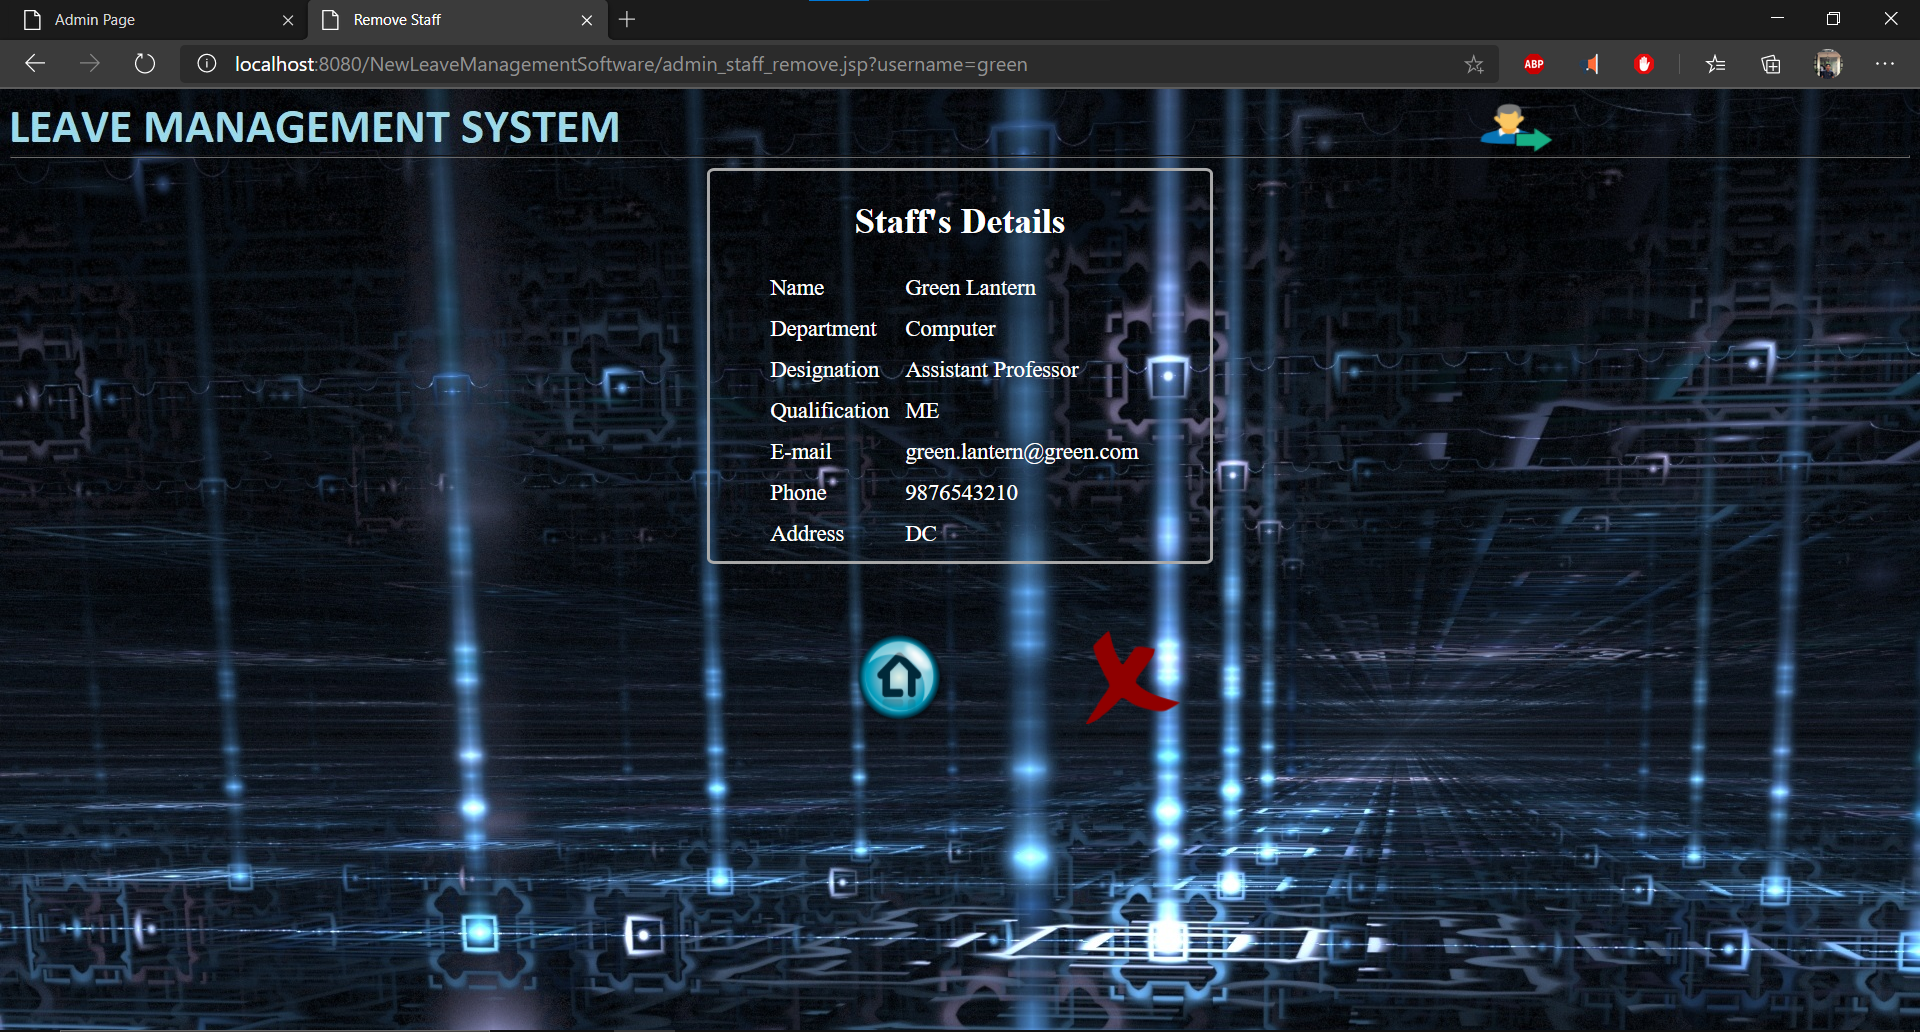 Admin Page
Remove Staff
localhost:8080/NewLeaveManagementSoftware/admin_staff_remove.jsp?username=green
ABP
LEAVE MANAGEMENT SYSTEM
Staff's Details
Name Green Lantern
Department Computer
Designation Assistant Professor
Qualification ME
E-mail green.lantern@green.com
Phone 9876543210
Address DC